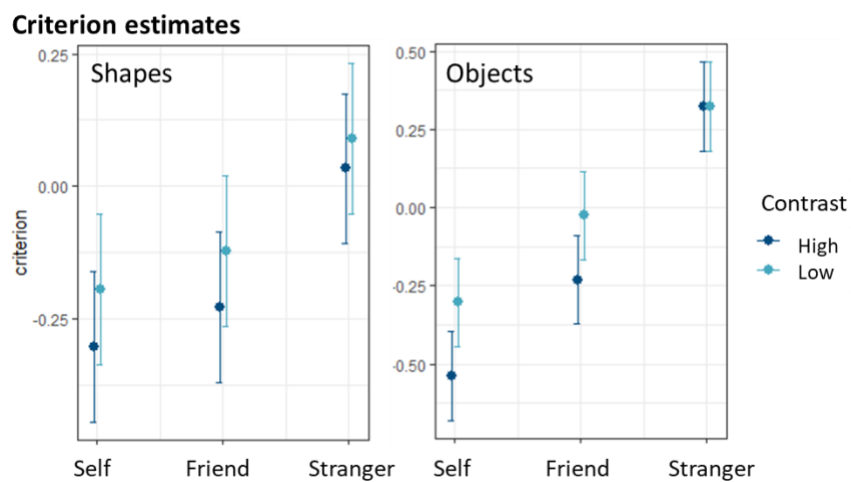 Criterion estimates
Shapes
0.25
0.00
-0.25
criterion
Self Friend Stranger
Objects
0.50
0.25
0.00
-0.25
-0.50
Self Friend Stranger
Contrast
High
Low